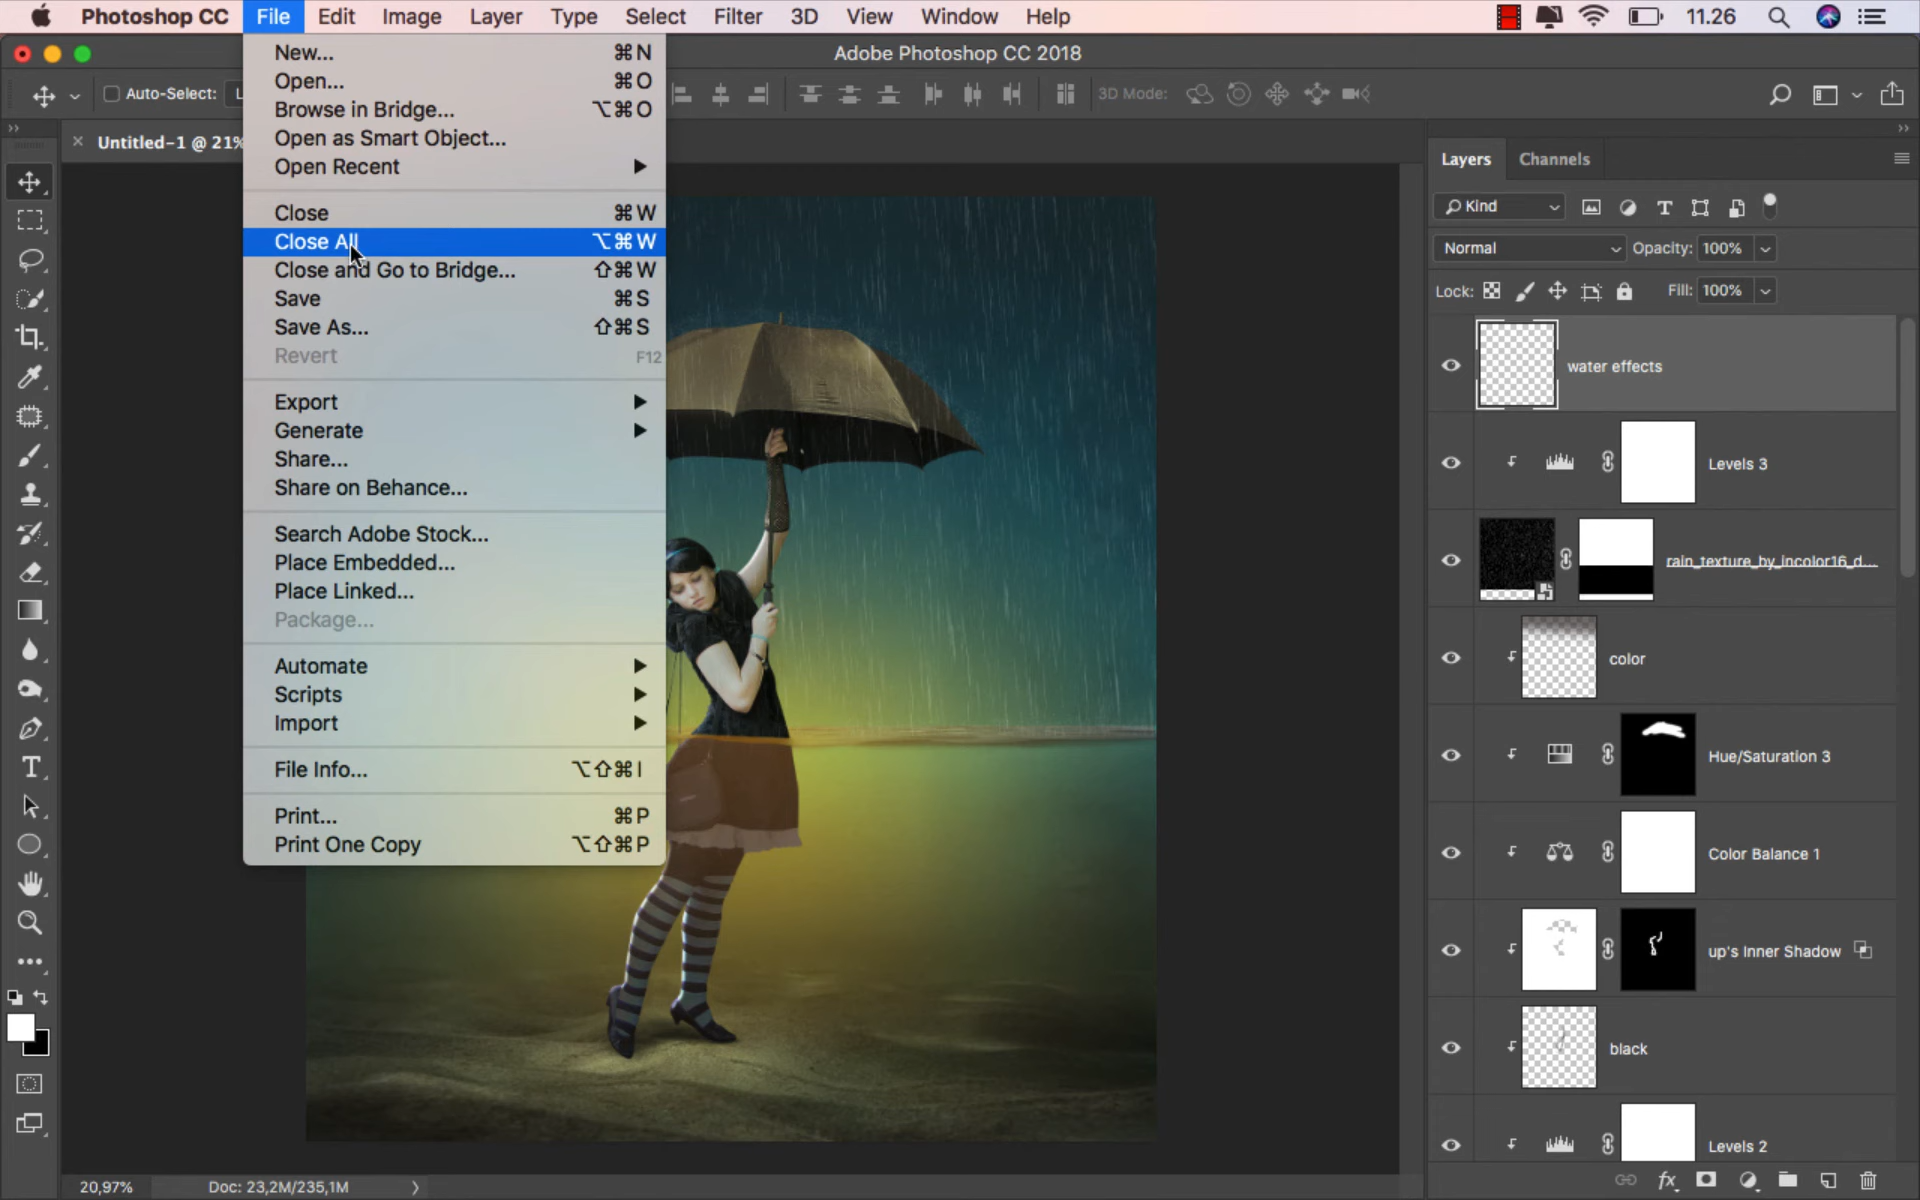 Photoshop CC File Edit Image Layer Type Select Filter 3D View Window Help 11.26
Adobe Photoshop CC 2018
Auto-Select: 3D Mode:
Untitled-1 @ 21%
New... ⌘N
Open... ⌘O
Browse in Bridge... ⌥⌘O
Open as Smart Object...
Open Recent
Close ⌘W
Close All ⌥⌘W
Close and Go to Bridge... ⇧⌘W
Save ⌘S
Save As... ⇧⌘S
Revert F12
Export
Generate
Share...
Share on Behance...
Search Adobe Stock...
Place Embedded...
Place Linked...
Package...
Automate
Scripts
Import
File Info... ⌥⇧⌘I
Print... ⌘P
Print One Copy ⌥⇧⌘P
Layers Channels
Kind
Normal Opacity: 100%
Lock: Fill: 100%
water effects
Levels 3
rain_texture_by_incolor16_d...
color
Hue/Saturation 3
Color Balance 1
up's Inner Shadow
black
Levels 2
20,97% Doc: 23,2M/235,1M